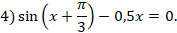 4) sin (x + π/3) − 0,5x = 0.